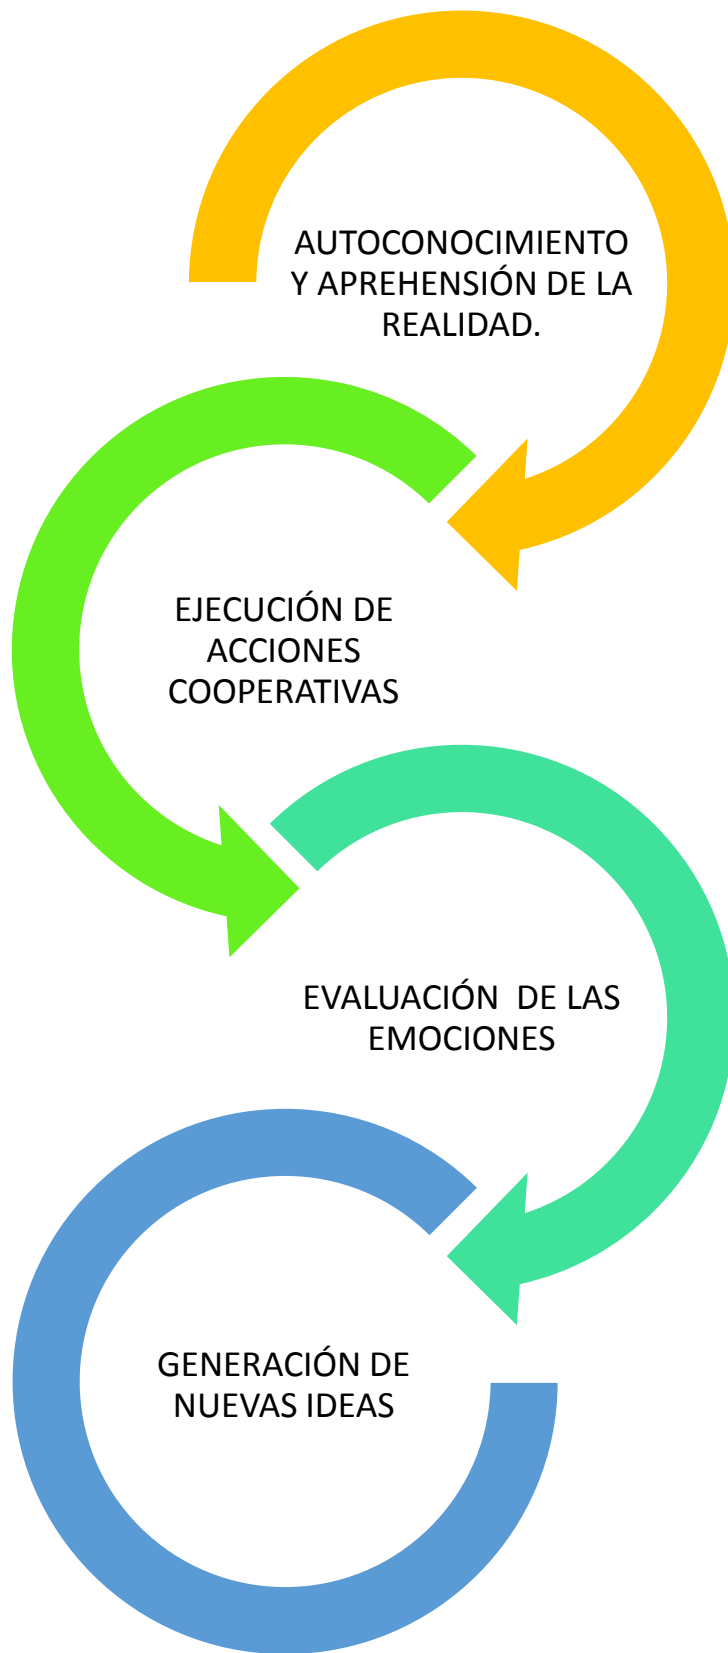 AUTOCONOCIMIENTO
Y APREHENSIÓN DE LA
REALIDAD.
EJECUCIÓN DE
ACCIONES
COOPERATIVAS
EVALUACIÓN  DE LAS
EMOCIONES
GENERACIÓN DE
NUEVAS IDEAS